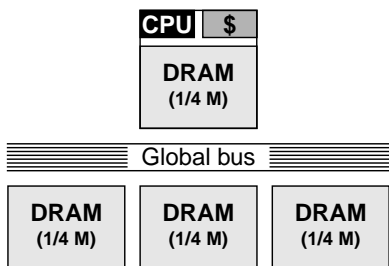 CPU $
DRAM
(1/4 M)
Global bus
DRAM DRAM DRAM
(1/4 M) (1/4 M) (1/4 M)